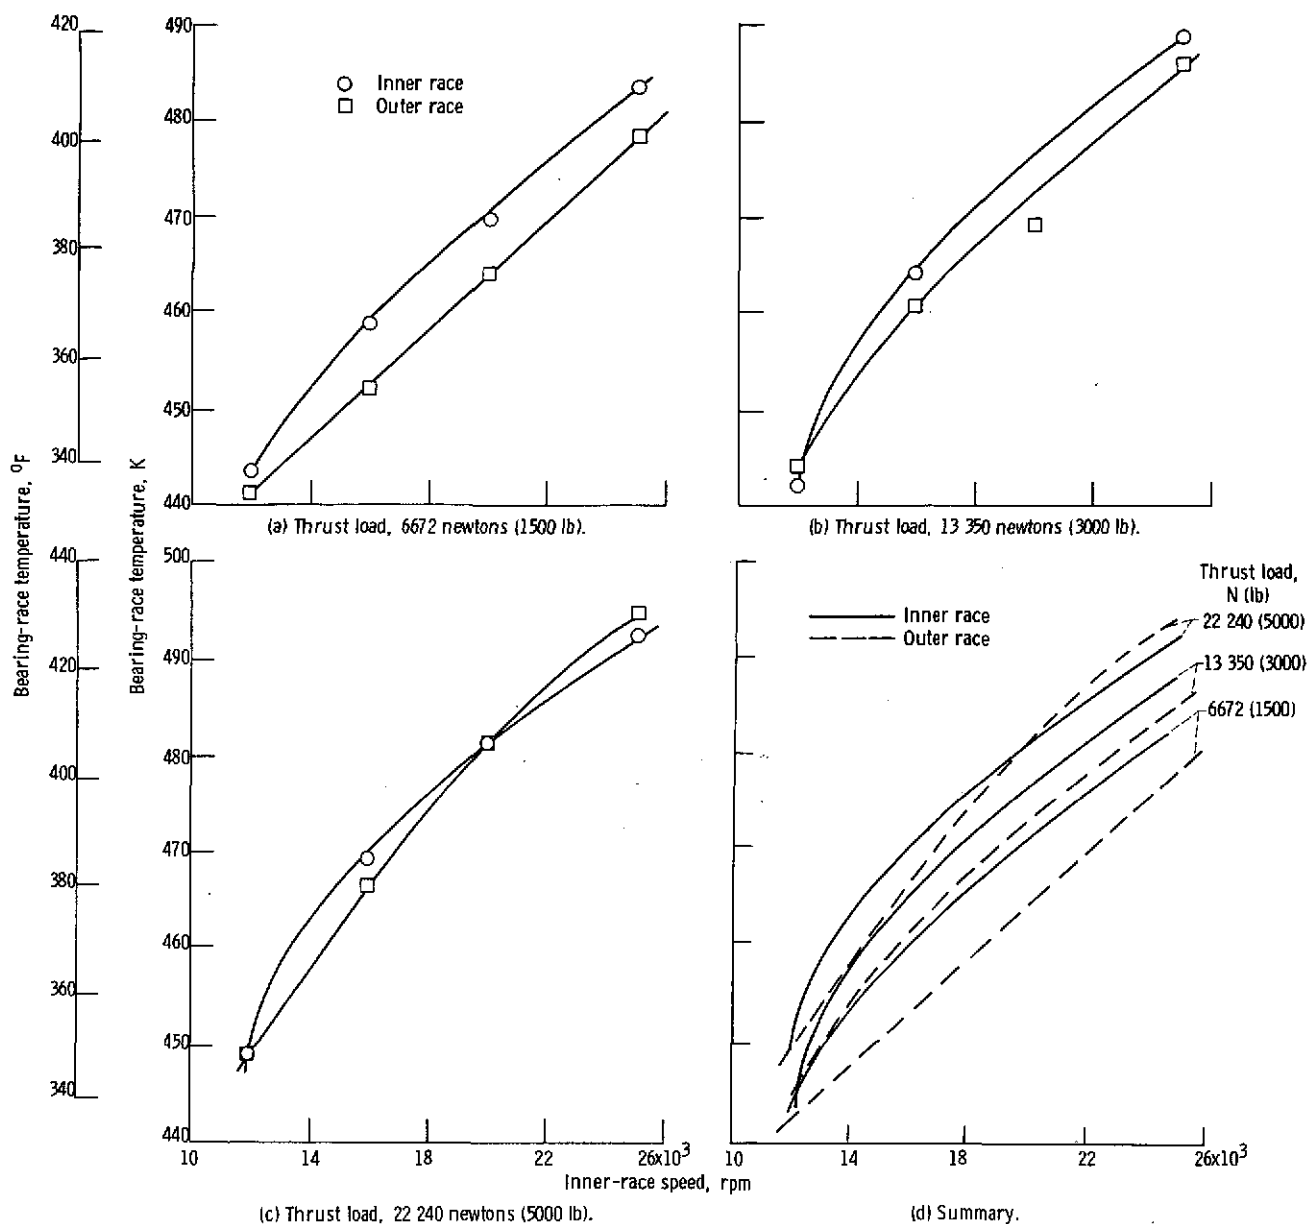 420
400
380
360
340
Bearing-race temperature, °F
490
480
470
460
450
440
Bearing-race temperature, K
Inner race
Outer race
(a) Thrust load, 6672 newtons (1500 lb).
(b) Thrust load, 13 350 newtons (3000 lb).
440
420
400
380
360
340
500
490
480
470
460
450
440
10
14
18
22
26x10³
(c) Thrust load, 22 240 newtons (5000 lb).
Inner-race speed, rpm
Inner race
Outer race
Thrust load,
N (lb)
22 240 (5000)
13 350 (3000)
6672 (1500)
10
14
18
22
26x10³
(d) Summary.